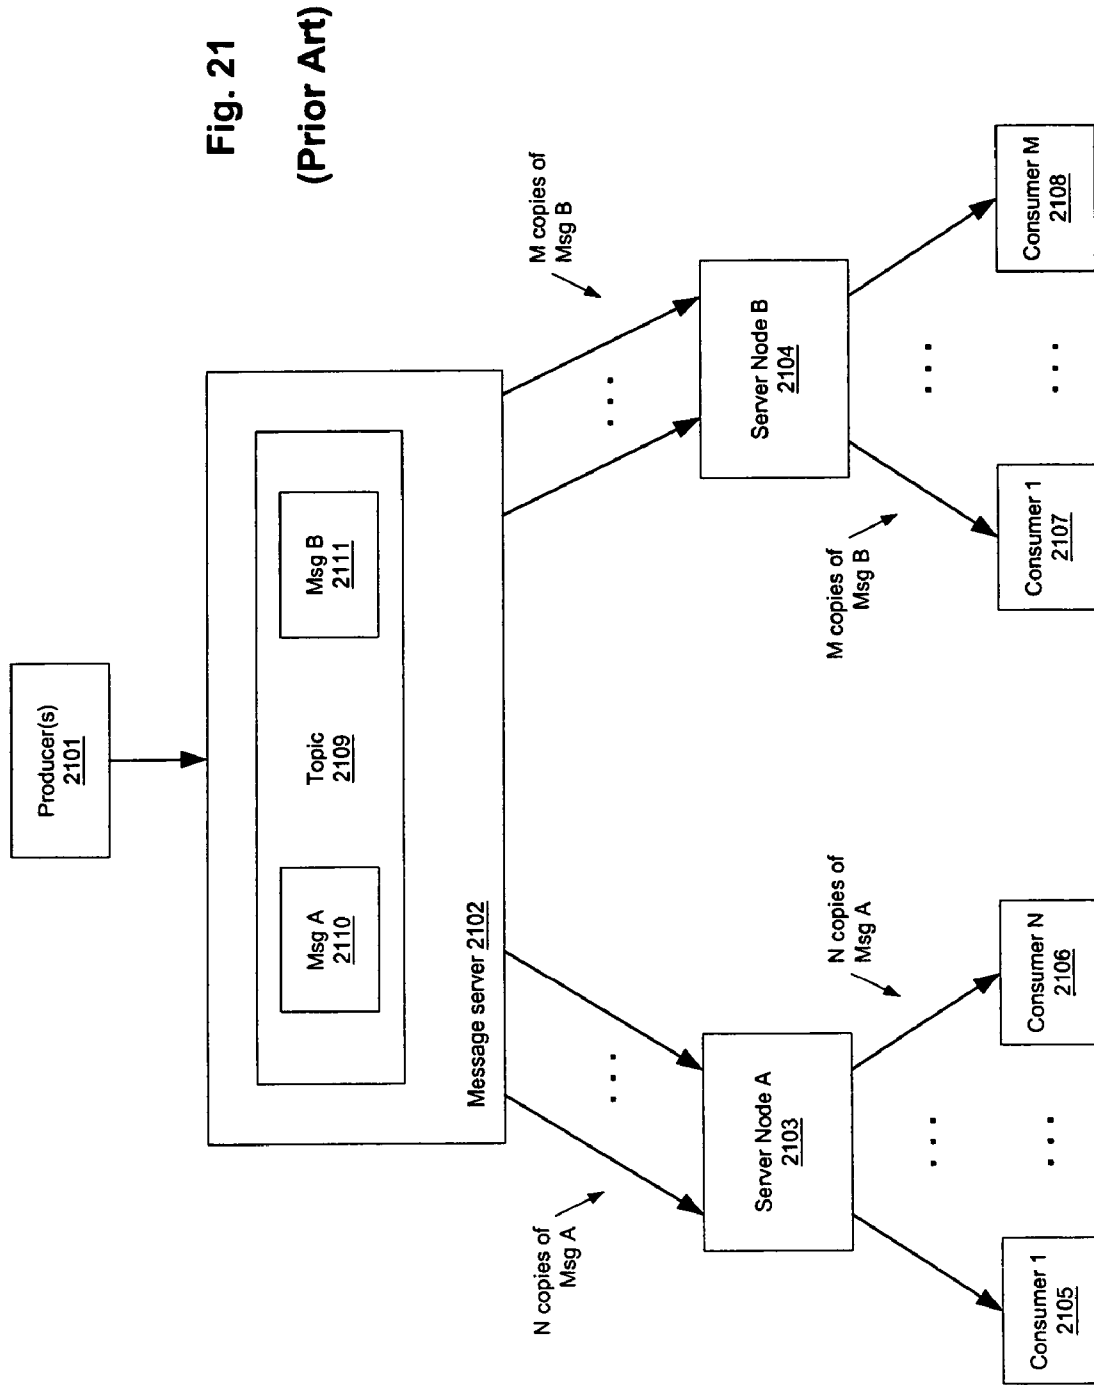 Fig. 21
(Prior Art)
Producer(s)
2101
Msg A
2110
Topic
2109
Msg B
2111
Message server 2102
N copies of
Msg A
M copies of
Msg B
Server Node A
2103
Server Node B
2104
N copies of
Msg A
M copies of
Msg B
Consumer 1
2105
Consumer N
2106
Consumer 1
2107
Consumer M
2108